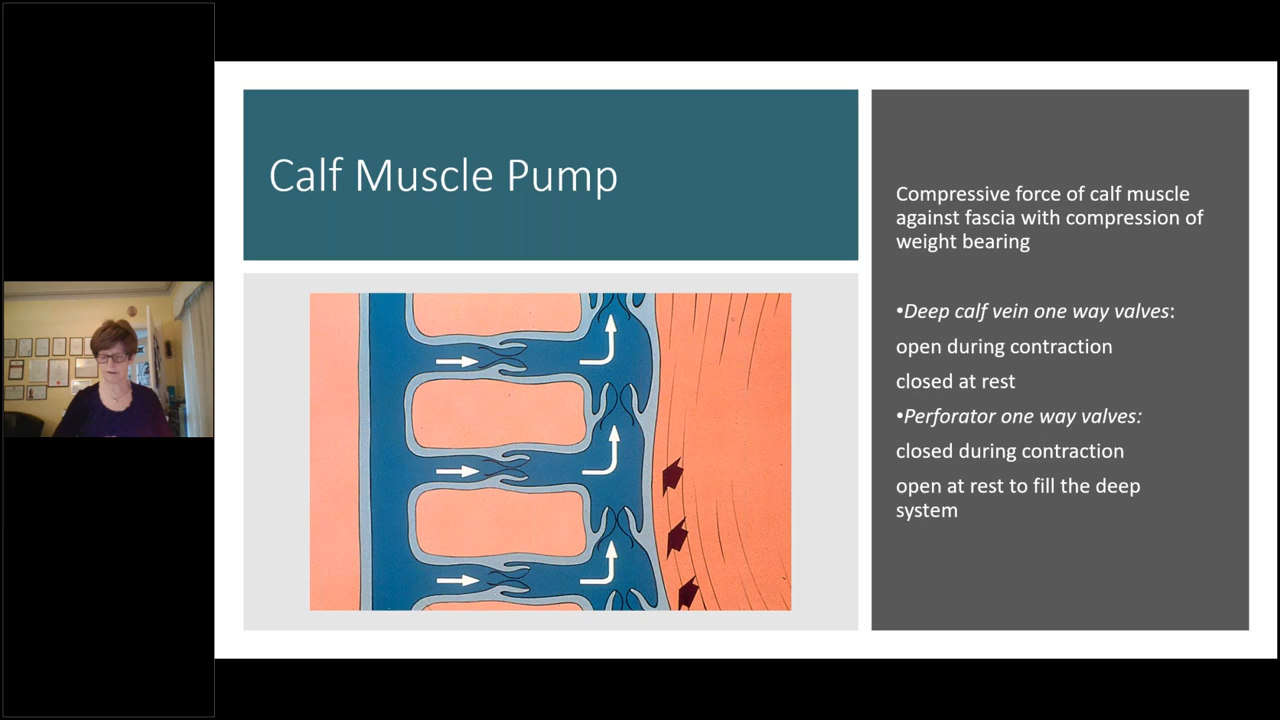 Calf Muscle Pump
Compressive force of calf muscle
against fascia with compression of
weight bearing
•Deep calf vein one way valves:
open during contraction
closed at rest
•Perforator one way valves:
closed during contraction
open at rest to fill the deep
system